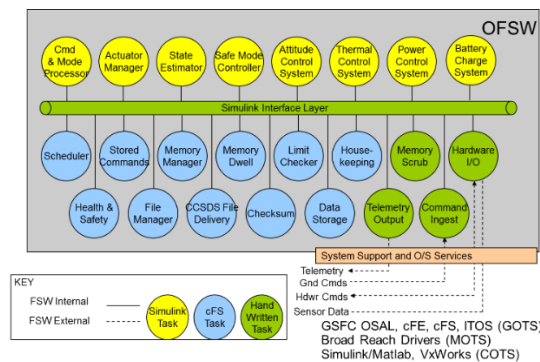 OFSW
Cmd
& Mode
Processor
Actuator
Manager
State
Estimator
Safe Mode
Controller
Attitude
Control
System
Thermal
Control
System
Power
Control
System
Battery
Charge
System
Simulink Interface Layer
Scheduler
Stored
Commands
Memory
Manager
Memory
Dwell
Limit
Checker
House-
keeping
Memory
Scrub
Hardware
I/O
Health &
Safety
File
Manager
CCSDS File
Delivery
Checksum
Data
Storage
Telemetry
Output
Command
Ingest
System Support and O/S Services
Telemetry
Gnd Cmds
Hdwr Cmds
Sensor Data
KEY
FSW Internal
FSW External
Simulink
Task
cFS
Task
Hand
Written
Task
GSFC OSAL, cFE, cFS, ITOS (GOTS)
Broad Reach Drivers (MOTS)
Simulink/Matlab, VxWorks (COTS)